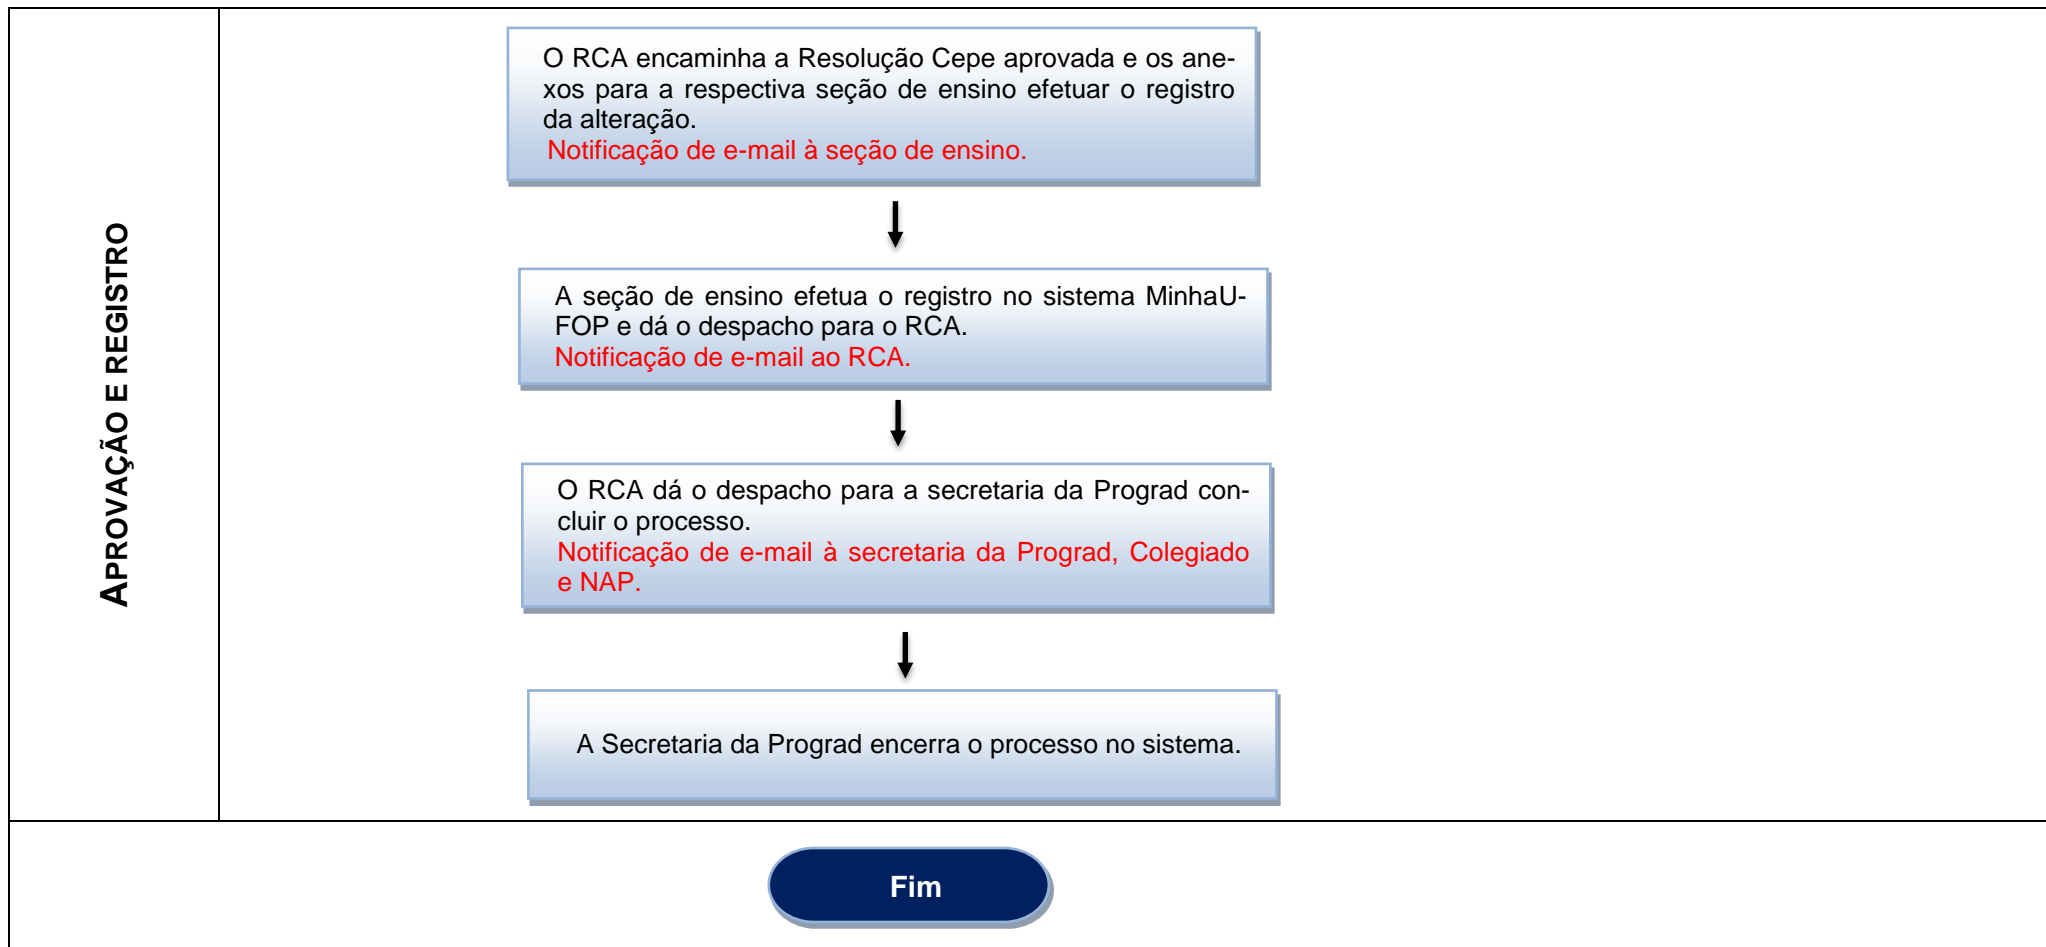 APROVAÇÃO E REGISTRO
O RCA encaminha a Resolução Cepe aprovada e os ane-
xos para a respectiva seção de ensino efetuar o registro
da alteração.
Notificação de e-mail à seção de ensino.
A seção de ensino efetua o registro no sistema MinhaU-
FOP e dá o despacho para o RCA.
Notificação de e-mail ao RCA.
O RCA dá o despacho para a secretaria da Prograd con-
cluir o processo.
Notificação de e-mail à secretaria da Prograd, Colegiado
e NAP.
A Secretaria da Prograd encerra o processo no sistema.
Fim